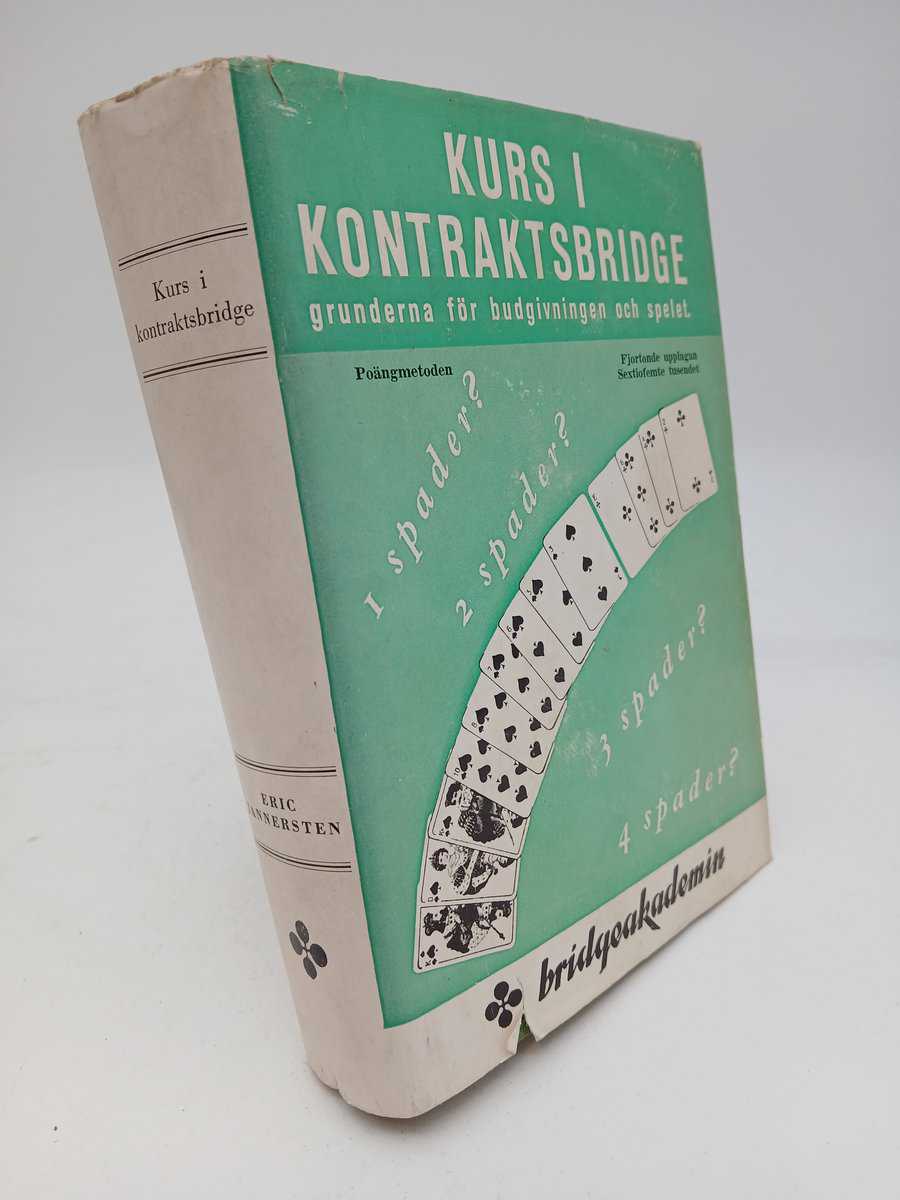 Kurs i
kontraktsbridge
ERIC
JANNERSTEN
KURS I
KONTRAKTSBRIDGE
grunderna för budgivningen och spelet.
Poängmetoden
Fjortonde upplagan
Sextiofemte tusendet
1 spader?
2 spader?
3 spader?
4 spader?
bridgeakademin